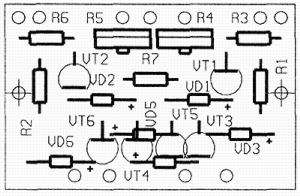 R6 R5 R4 R3
VT2 R7 VT1 R1
VD2 VD1
R2 VT6 VD5 VT5 VT3
VD6 VT4 VD3